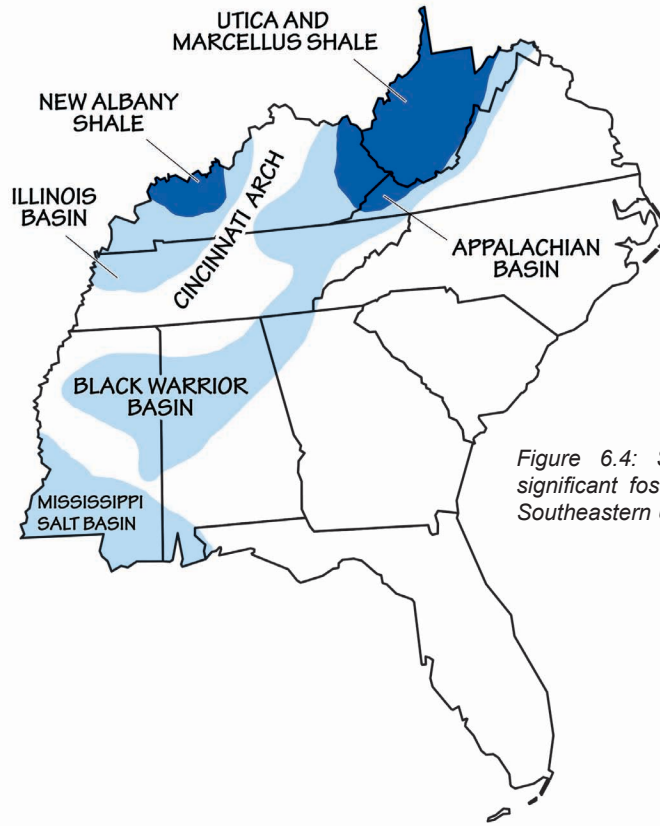 UTICA AND
MARCELLUS SHALE
NEW ALBANY
SHALE
ILLINOIS
BASIN
CINCINNATI ARCH
APPALACHIAN
BASIN
BLACK WARRIOR
BASIN
MISSISSIPPI
SALT BASIN
Figure 6.4: S
significant fos
Southeastern